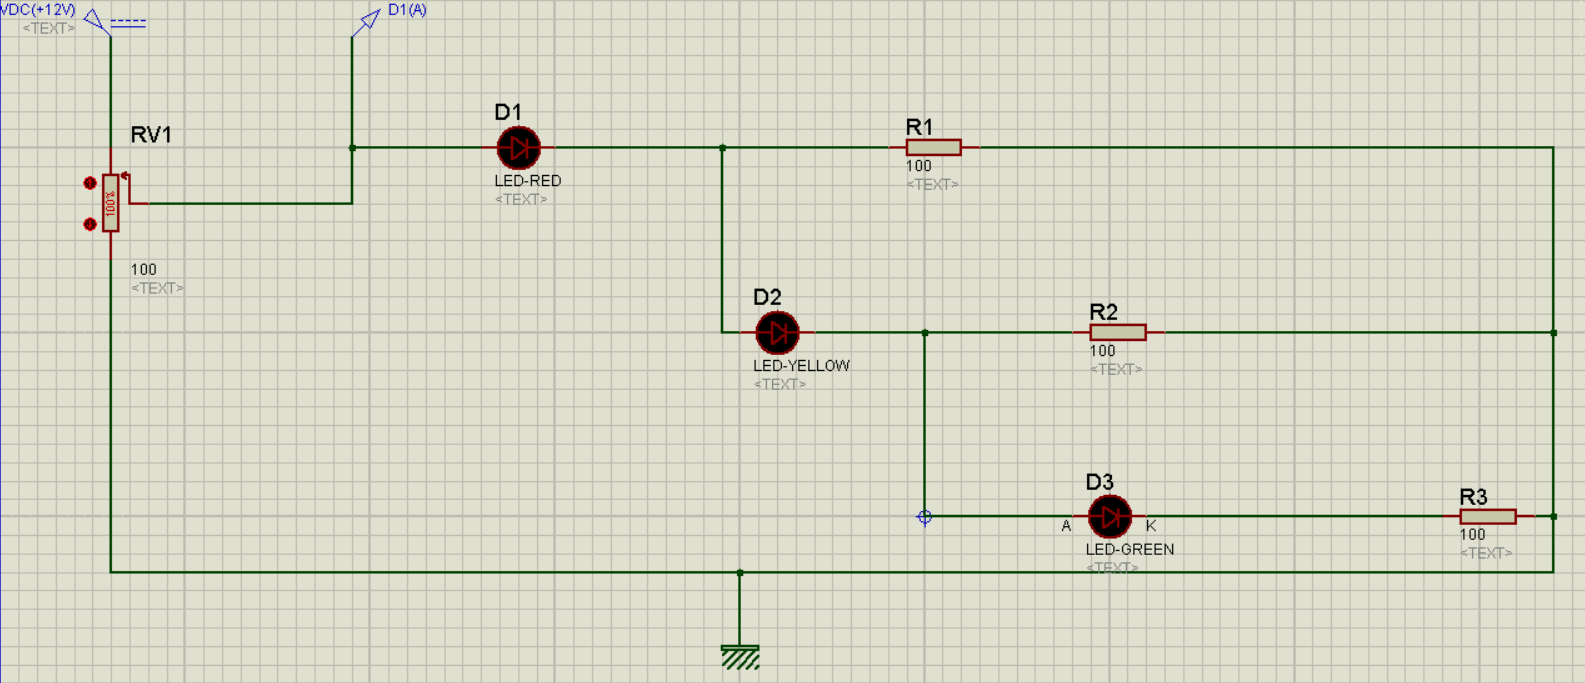 VDC(+12V)
<TEXT>
D1(A)
RV1
100%
100
<TEXT>
D1
LED-RED
<TEXT>
R1
100
<TEXT>
D2
LED-YELLOW
<TEXT>
R2
100
<TEXT>
D3
A
K
LED-GREEN
<TEXT>
R3
100
<TEXT>